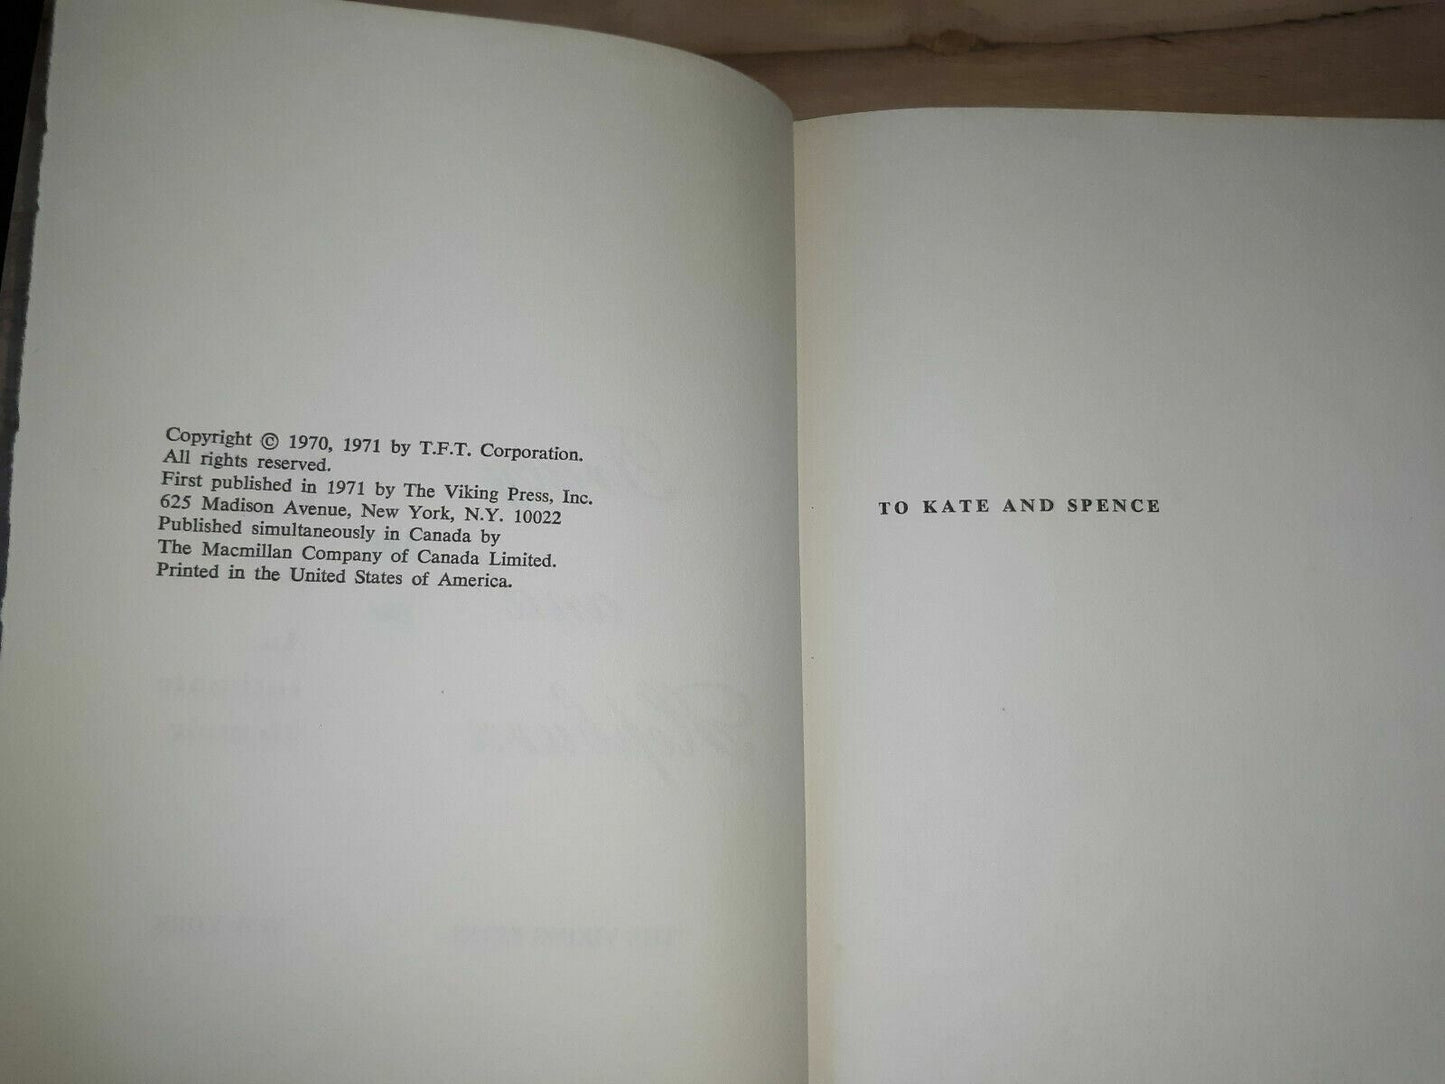 Copyright © 1970, 1971 by T.F.T. Corporation.
All rights reserved.
First published in 1971 by The Viking Press, Inc.
625 Madison Avenue, New York, N.Y. 10022
Published simultaneously in Canada by
The Macmillan Company of Canada Limited.
Printed in the United States of America.
TO KATE AND SPENCE